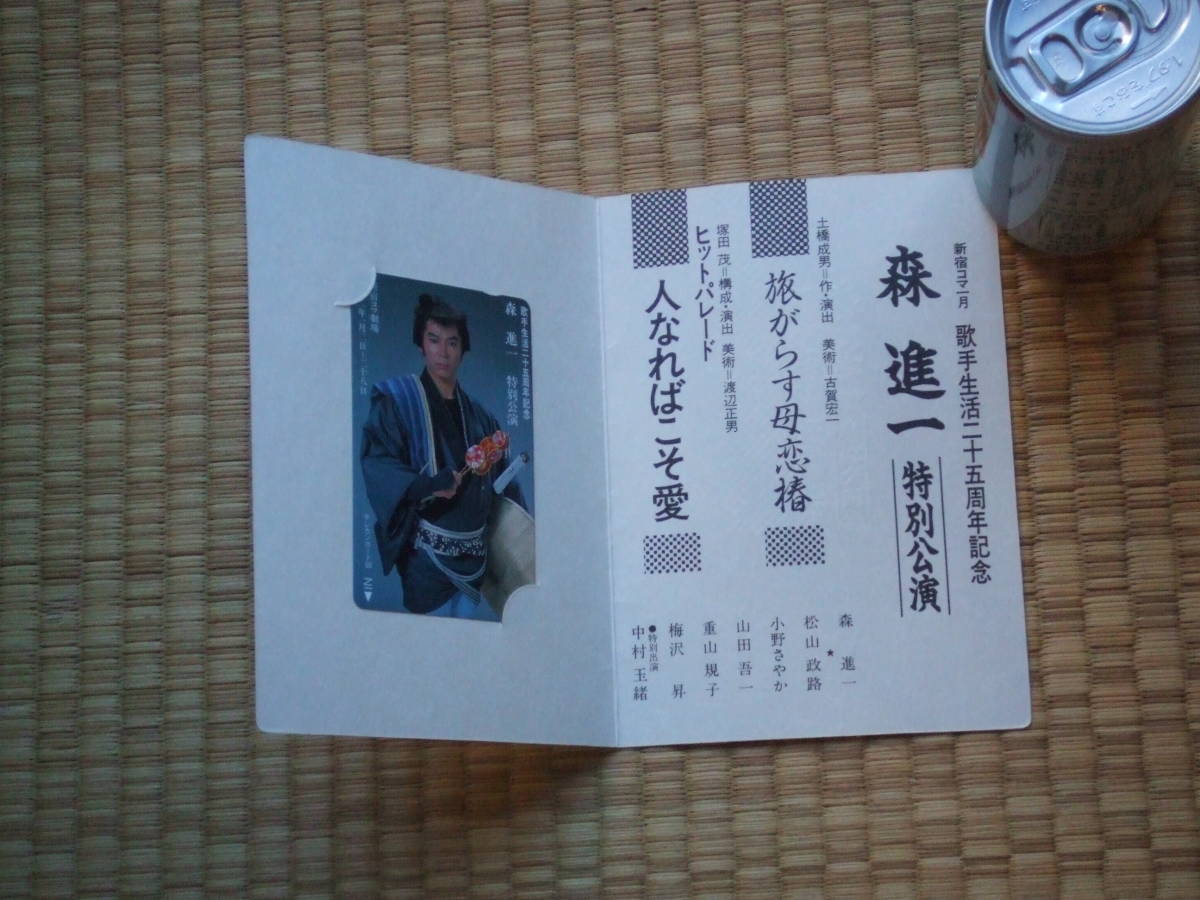 新宿コマ一月 歌手生活二十五周年記念
森進一 特別公演
土橋成男=作・演出 美術=古賀宏一
旅がらす母恋椿
塚田 茂=構成・演出 美術=渡辺正男
ヒットパレード
人なればこそ愛
森 進一
★
松山 政路
小野さやか
山田 吾一
重山 規子
梅沢 昇
●特別出演
中村 玉緒
歌手生活二十五周年記念
森 進一 特別公演